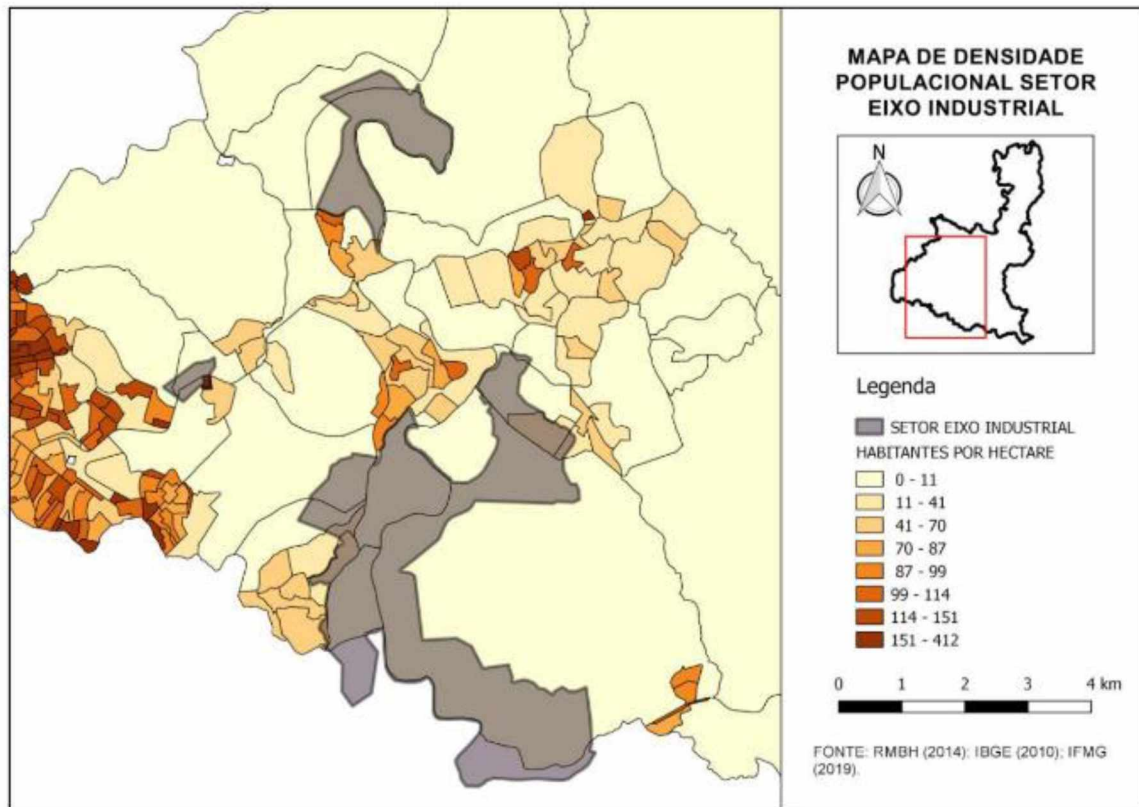 MAPA DE DENSIDADE
POPULACIONAL SETOR
EIXO INDUSTRIAL
N
Legenda
SETOR EIXO INDUSTRIAL
HABITANTES POR HECTARE
0 - 11
11 - 41
41 - 70
70 - 87
87 - 99
99 - 114
114 - 151
151 - 412
0 1 2 3 4 km
FONTE: RMBH (2014); IBGE (2010); IFMG
(2019).